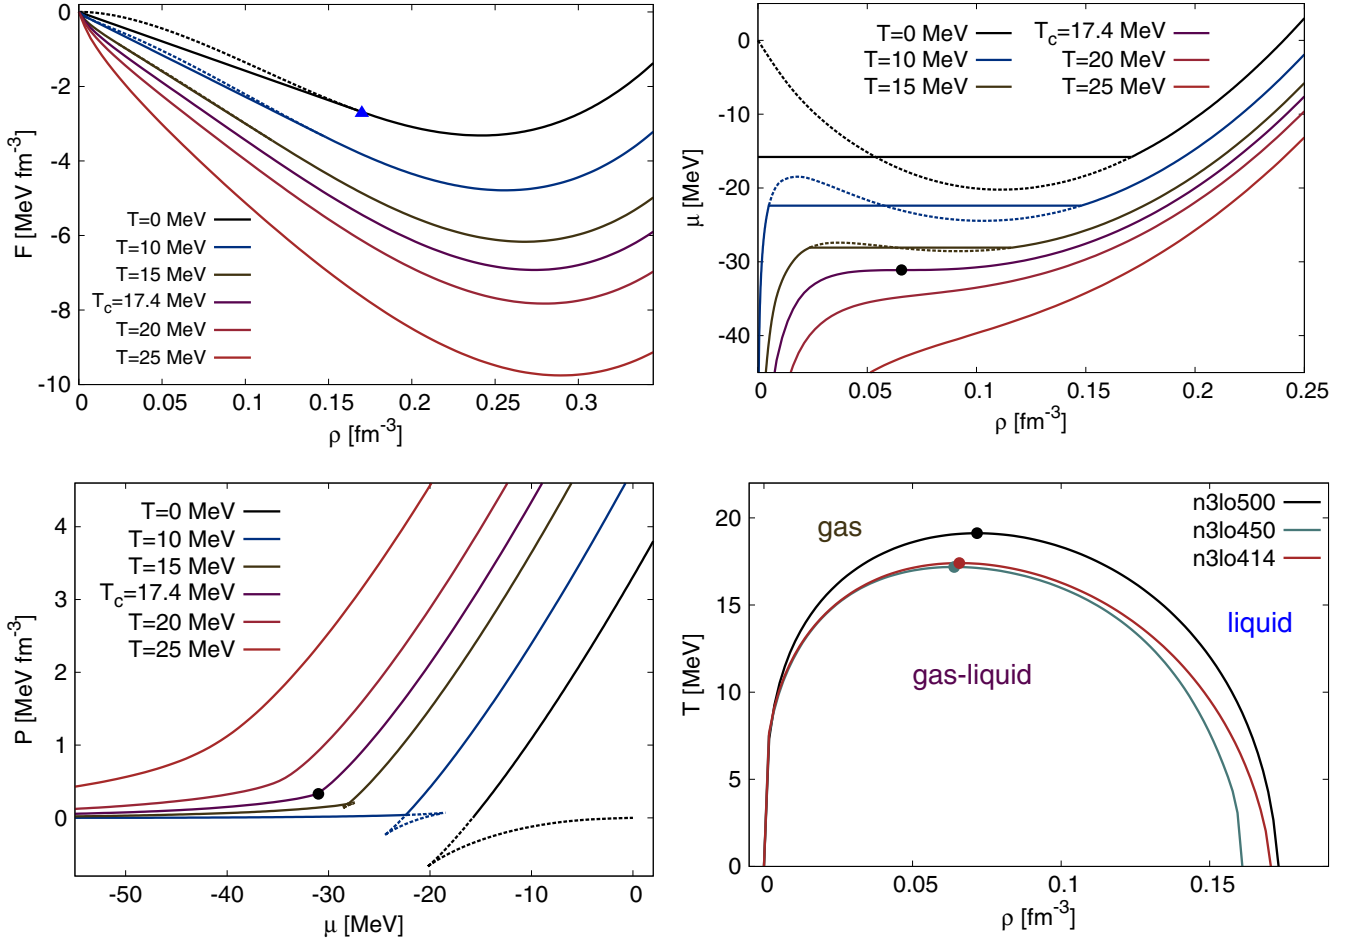 0
-2
-4
-6
-8
-10
F [MeV fm⁻³]
T=0 MeV
T=10 MeV
T=15 MeV
T_c=17.4 MeV
T=20 MeV
T=25 MeV
0 0.05 0.1 0.15 0.2 0.25 0.3
ρ [fm⁻³]
0
-10
-20
-30
-40
μ [MeV]
T=0 MeV T_c=17.4 MeV
T=10 MeV T=20 MeV
T=15 MeV T=25 MeV
0 0.05 0.1 0.15 0.2 0.25
ρ [fm⁻³]
4
3
2
1
0
P [MeV fm⁻³]
T=0 MeV
T=10 MeV
T=15 MeV
T_c=17.4 MeV
T=20 MeV
T=25 MeV
-50 -40 -30 -20 -10 0
μ [MeV]
20
15
10
5
0
T [MeV]
n3lo500
n3lo450
n3lo414
gas
liquid
gas-liquid
0 0.05 0.1 0.15
ρ [fm⁻³]